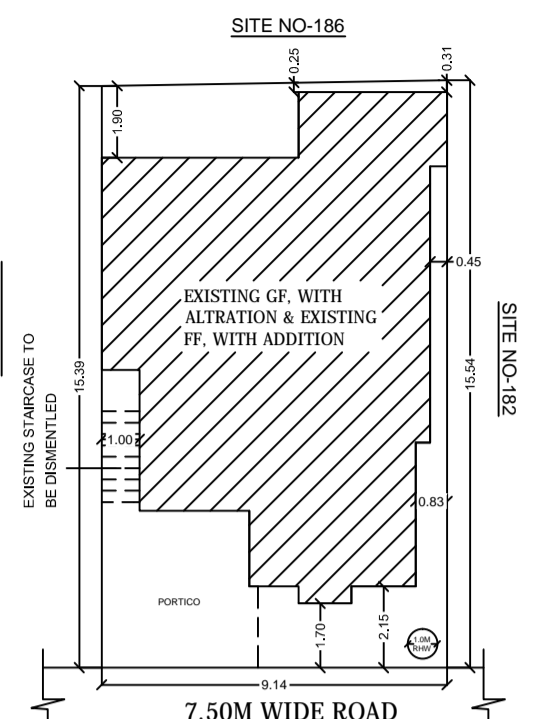 SITE NO-186
0.25
0.31
1.90
0.45
EXISTING GF, WITH
ALTRATION & EXISTING
FF, WITH ADDITION
SITE NO-182
15.39
15.54
EXISTING STAIRCASE TO
BE DISMENTLED
1.00
0.83
PORTICO
1.70
2.15
1.0M
RHW
9.14
7.50M WIDE ROAD